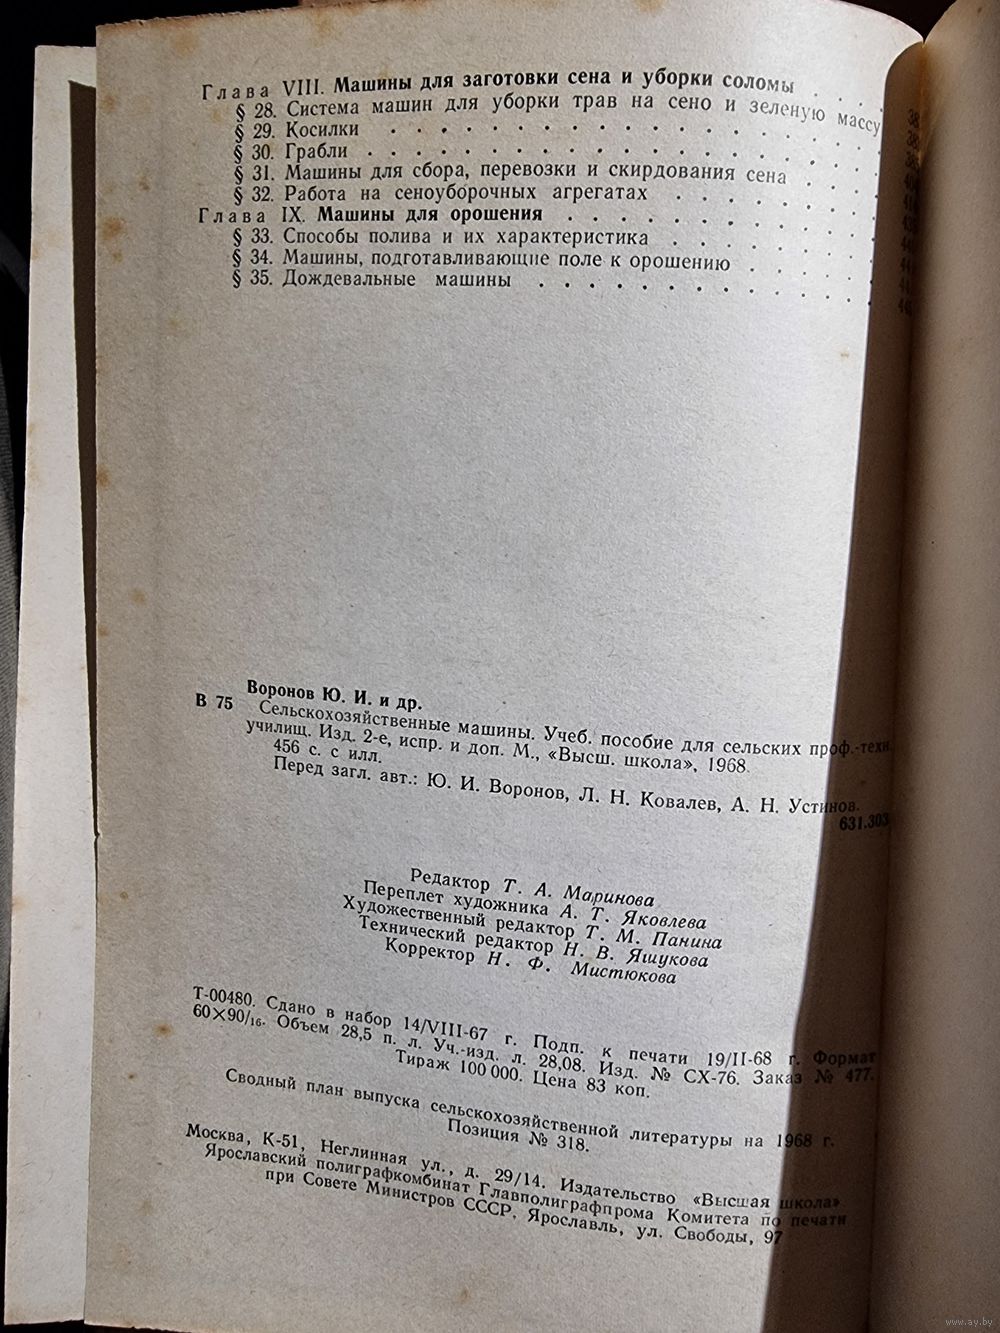 Глава VIII. Машины для заготовки сена и уборки соломы . . .
§ 28. Система машин для уборки трав на сено и зеленую массу
§ 29. Косилки . . . . . . . . . . . . . . . . .
§ 30. Грабли . . . . . . . . . . . . . . . . .
§ 31. Машины для сбора, перевозки и скирдования сена . . .
§ 32. Работа на сеноуборочных агрегатах . . . . . . .
Глава IX. Машины для орошения . . . . . . . . . .
§ 33. Способы полива и их характеристика . . . . . . .
§ 34. Машины, подготавливающие поле к орошению . . . . .
§ 35. Дождевальные машины . . . . . . . . . . . .
Воронов Ю. И. и др.
В 75 Сельскохозяйственные машины. Учеб. пособие для сельских проф.-техн.
училищ. Изд. 2-е, испр. и доп. М., «Высш. школа», 1968.
456 с. с илл.
Перед загл. авт.: Ю. И. Воронов, Л. Н. Ковалев, А. Н. Устинов.
631.303
Редактор Т. А. Маринова
Переплет художника А. Т. Яковлева
Художественный редактор Т. М. Панина
Технический редактор Н. В. Яшукова
Корректор Н. Ф. Мистюкова
Т-00480. Сдано в набор 14/VIII-67 г. Подп. к печати 19/II-68 г. Формат
60×90/16. Объем 28,5 п. л. Уч.-изд. л. 28,08. Изд. № СХ-76. Заказ № 477.
Тираж 100 000. Цена 83 коп.
Сводный план выпуска сельскохозяйственной литературы на 1968 г.
Позиция № 318.
Москва, К-51, Неглинная ул., д. 29/14. Издательство «Высшая школа»
Ярославский полиграфкомбинат Главполиграфпрома Комитета по печати
при Совете Министров СССР. Ярославль, ул. Свободы, 97
www.ay.by